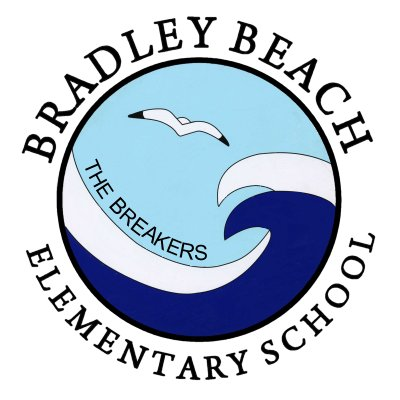 BRADLEY BEACH
THE BREAKERS
ELEMENTARY SCHOOL